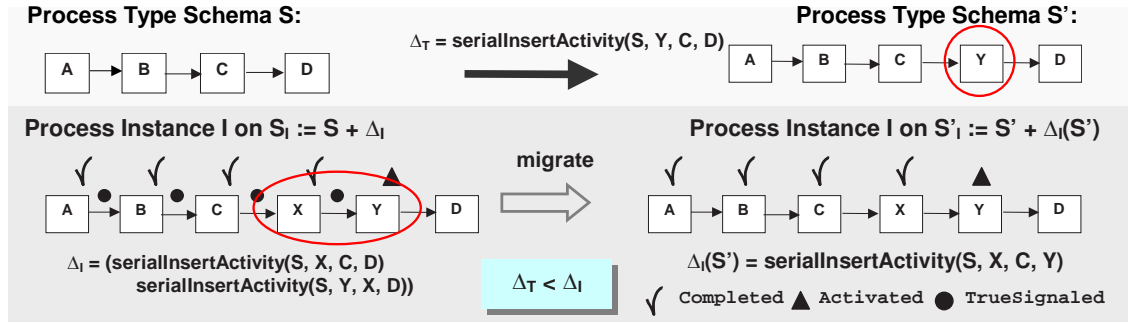 Process Type Schema S:
Process Type Schema S’:
ΔT = serialInsertActivity(S, Y, C, D)
A B C D
A B C Y D
Process Instance I on SI := S + ΔI
Process Instance I on S’I := S’ + ΔI(S’)
migrate
A B C X Y D
A B C X Y D
ΔI = (serialInsertActivity(S, X, C, D)
serialInsertActivity(S, Y, X, D))
ΔT < ΔI
ΔI(S’) = serialInsertActivity(S, X, C, Y)
Completed Activated TrueSignaled